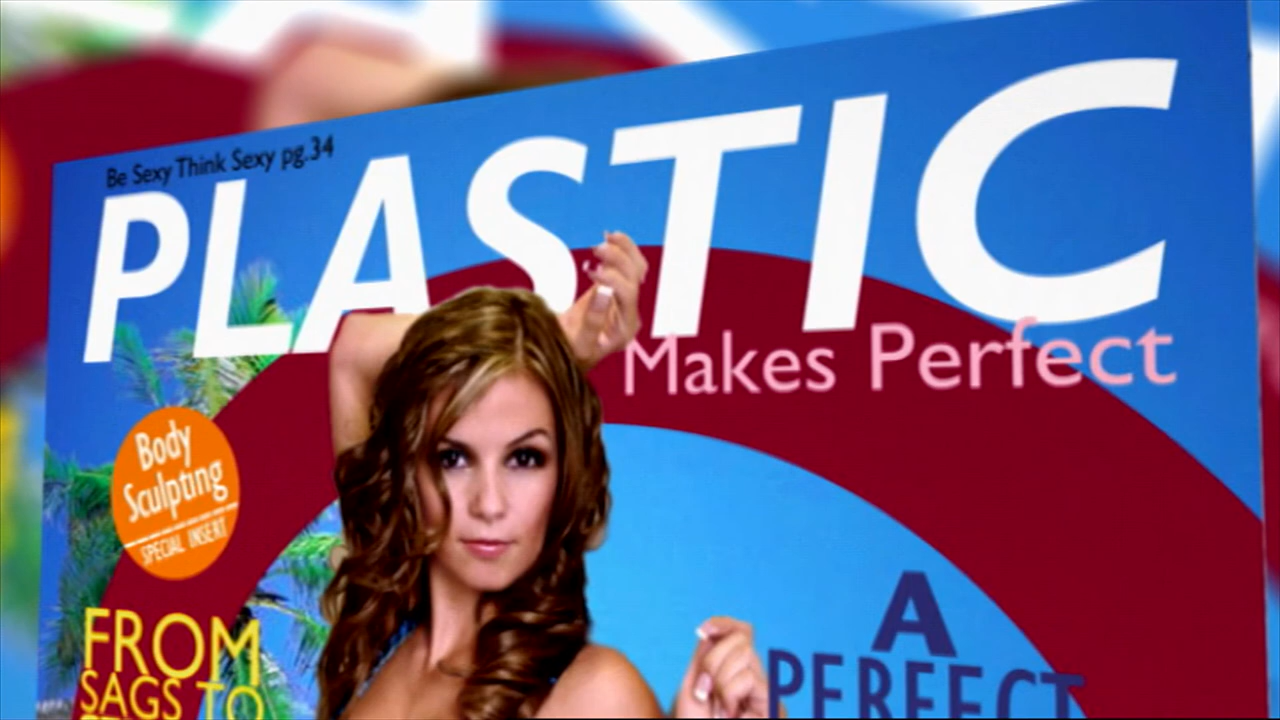 Be Sexy Think Sexy pg.34
PLASTIC
Makes Perfect
Body
Sculpting
SPECIAL INSERT
FROM
SAGS TO
A
PERFECT